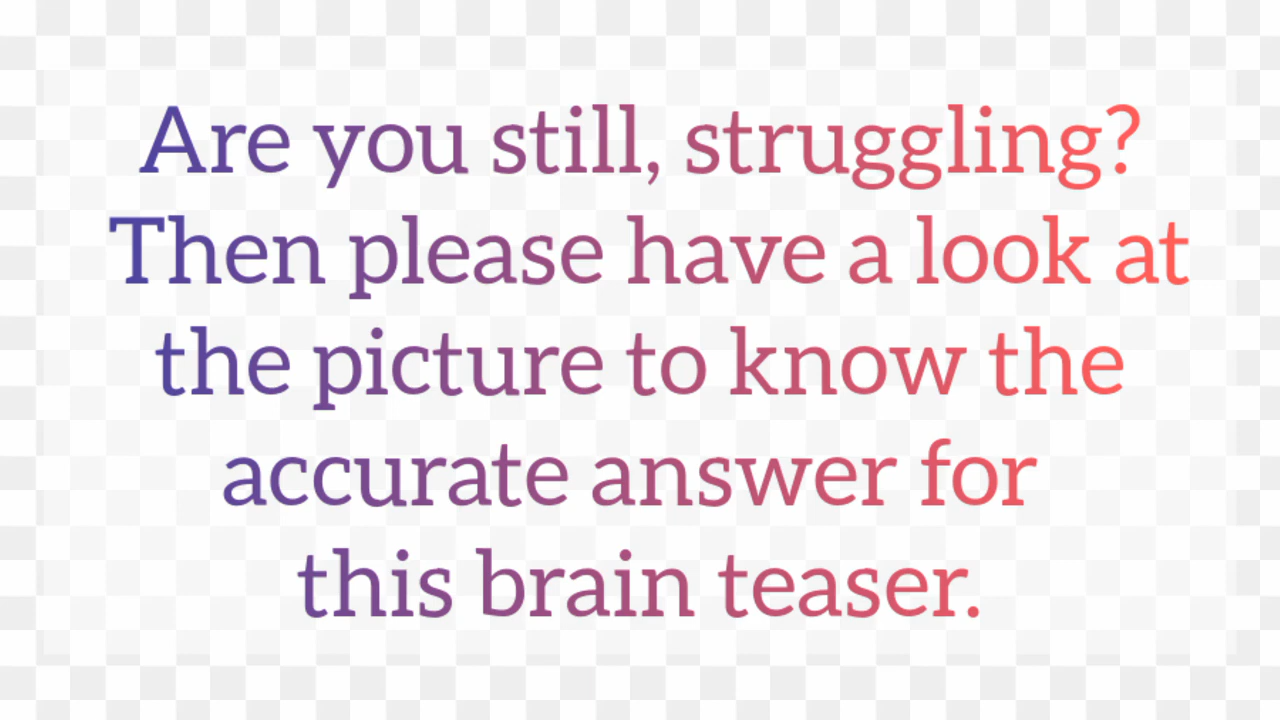 Are you still, struggling?
Then please have a look at
the picture to know the
accurate answer for
this brain teaser.